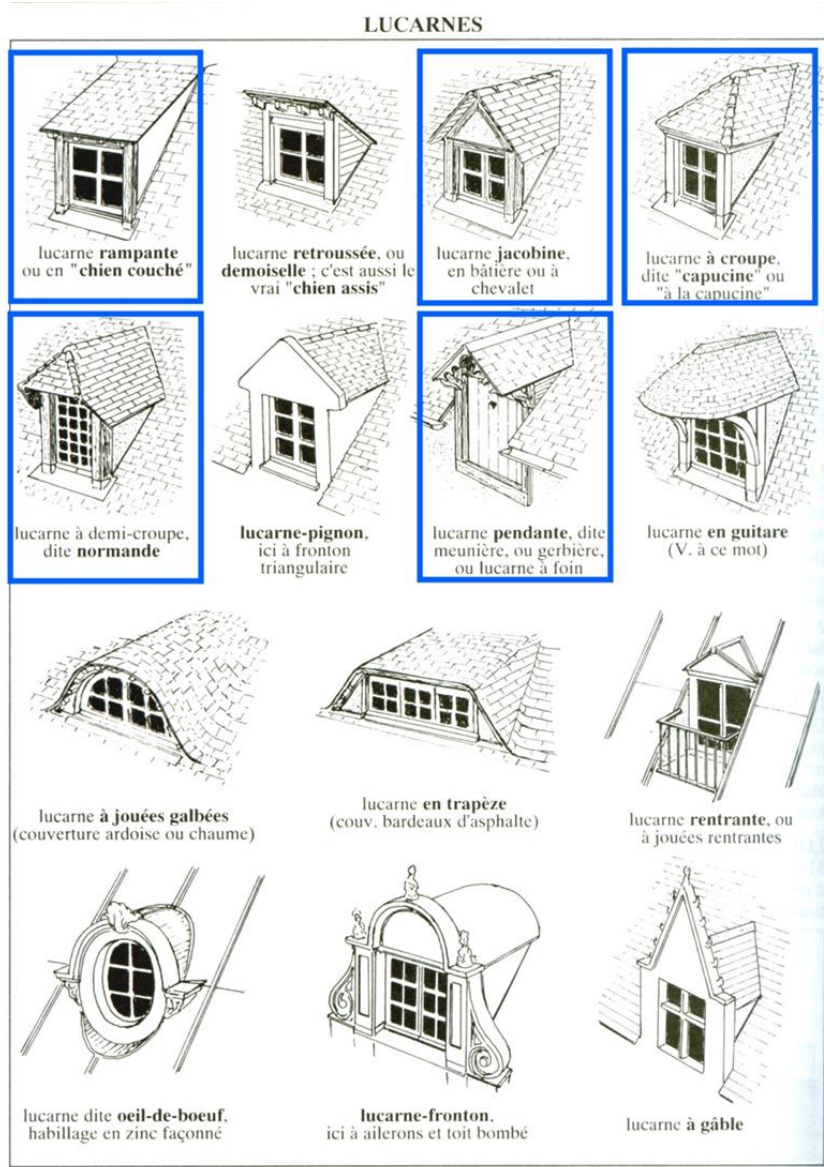 LUCARNES
lucarne rampante
ou en "chien couché"
lucarne retroussée, ou
demoiselle ; c'est aussi le
vrai "chien assis"
lucarne jacobine,
en bâtière ou à
chevalet
lucarne à croupe,
dite "capucine" ou
"à la capucine"
lucarne à demi-croupe,
dite normande
lucarne-pignon,
ici à fronton
triangulaire
lucarne pendante, dite
meunière, ou gerbière,
ou lucarne à foin
lucarne en guitare
(V. à ce mot)
lucarne à jouées galbées
(couverture ardoise ou chaume)
lucarne en trapèze
(couv. bardeaux d'asphalte)
lucarne rentrante, ou
à jouées rentrantes
lucarne dite oeil-de-boeuf,
habillage en zinc façonné
lucarne-fronton,
ici à ailerons et toit bombé
lucarne à gâble